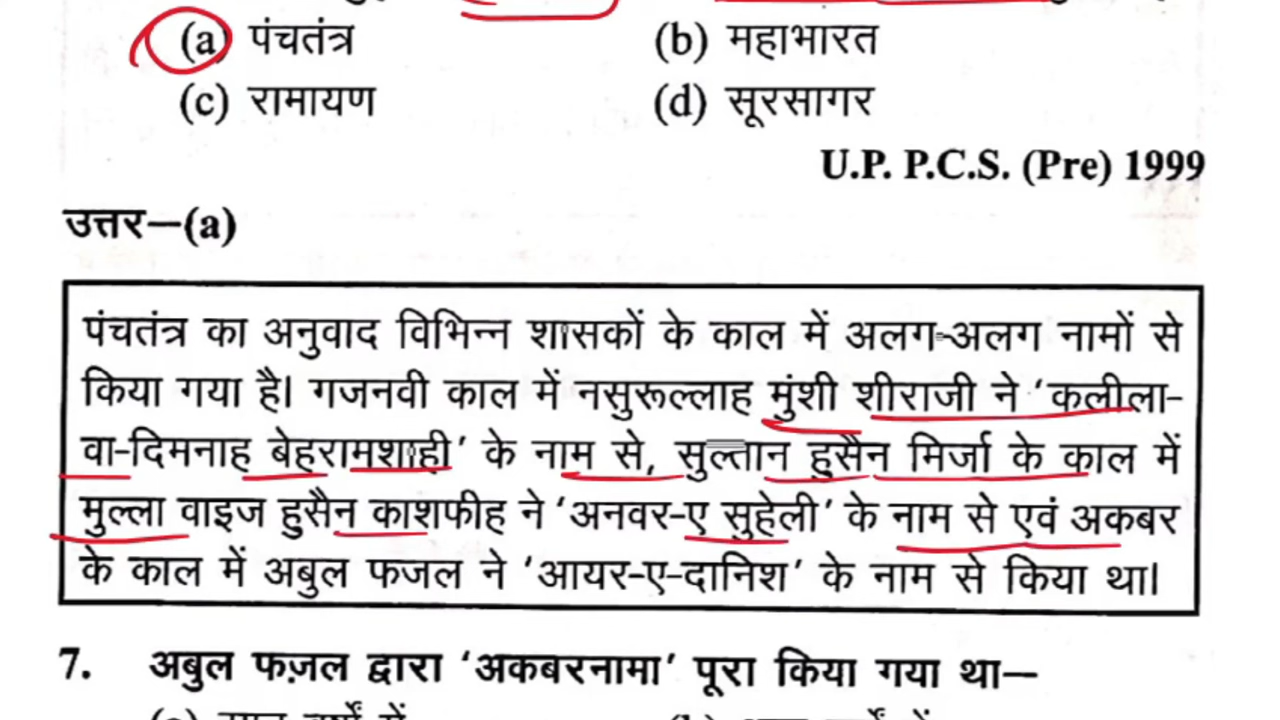 (a) पंचतंत्र (b) महाभारत
(c) रामायण (d) सूरसागर
U.P. P.C.S. (Pre) 1999
उत्तर—(a)
पंचतंत्र का अनुवाद विभिन्न शासकों के काल में अलग-अलग नामों से
किया गया है। गजनवी काल में नसुरूल्लाह मुंशी शीराजी ने ‘कलीला-
वा-दिमनाह बेहरामशाही’ के नाम से, सुल्तान हुसैन मिर्जा के काल में
मुल्ला वाइज हुसैन काशफीह ने ‘अनवर-ए सुहेली’ के नाम से एवं अकबर
के काल में अबुल फजल ने ‘आयर-ए-दानिश’ के नाम से किया था।
7. अबुल फज़ल द्वारा ‘अकबरनामा’ पूरा किया गया था—